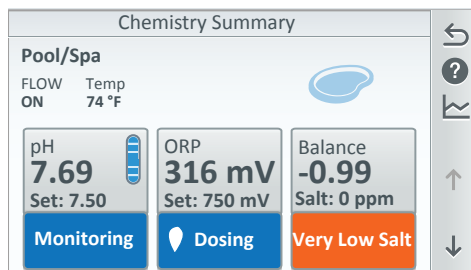 Chemistry Summary
Pool/Spa
FLOW Temp
ON 74 °F
pH
7.69
Set: 7.50
Monitoring
ORP
316 mV
Set: 750 mV
Dosing
Balance
-0.99
Salt: 0 ppm
Very Low Salt
?